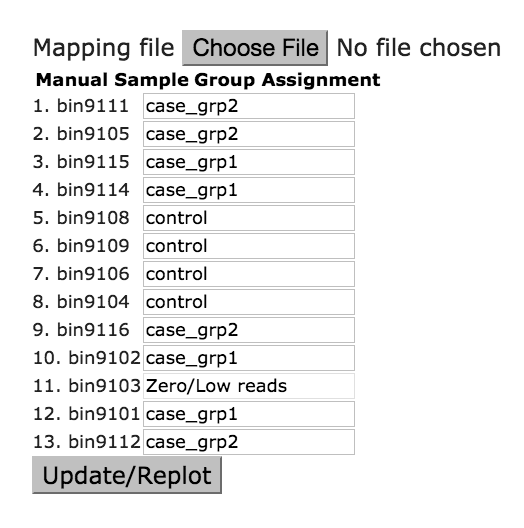 Mapping file Choose File No file chosen
Manual Sample Group Assignment
1. bin9111 case_grp2
2. bin9105 case_grp2
3. bin9115 case_grp1
4. bin9114 case_grp1
5. bin9108 control
6. bin9109 control
7. bin9106 control
8. bin9104 control
9. bin9116 case_grp2
10. bin9102 case_grp1
11. bin9103 Zero/Low reads
12. bin9101 case_grp1
13. bin9112 case_grp2
Update/Replot